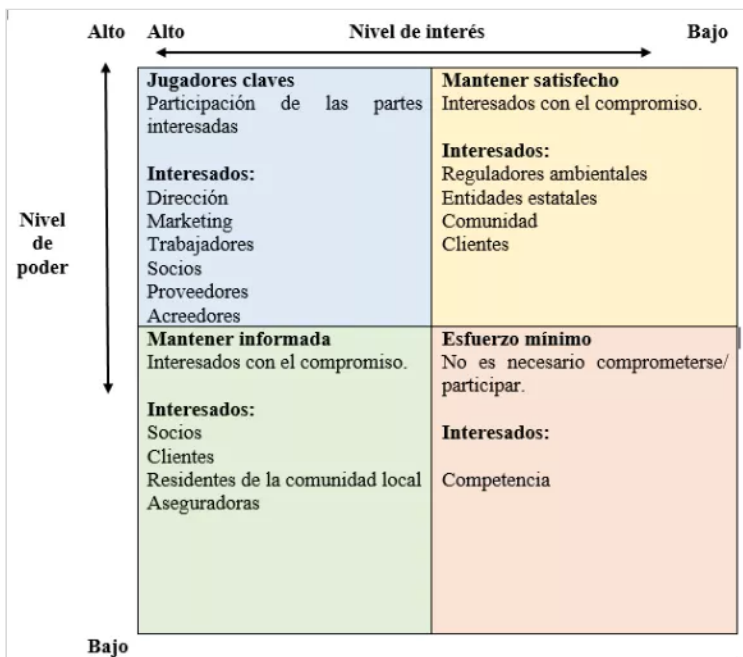 Alto Alto Nivel de interés Bajo
Jugadores claves
Participación de las partes
interesadas
Interesados:
Dirección
Marketing
Trabajadores
Socios
Proveedores
Acreedores
Mantener satisfecho
Interesados con el compromiso.
Interesados:
Reguladores ambientales
Entidades estatales
Comunidad
Clientes
Nivel
de
poder
Mantener informada
Interesados con el compromiso.
Interesados:
Socios
Clientes
Residentes de la comunidad local
Aseguradoras
Esfuerzo mínimo
No es necesario comprometerse/
participar.
Interesados:
Competencia
Bajo